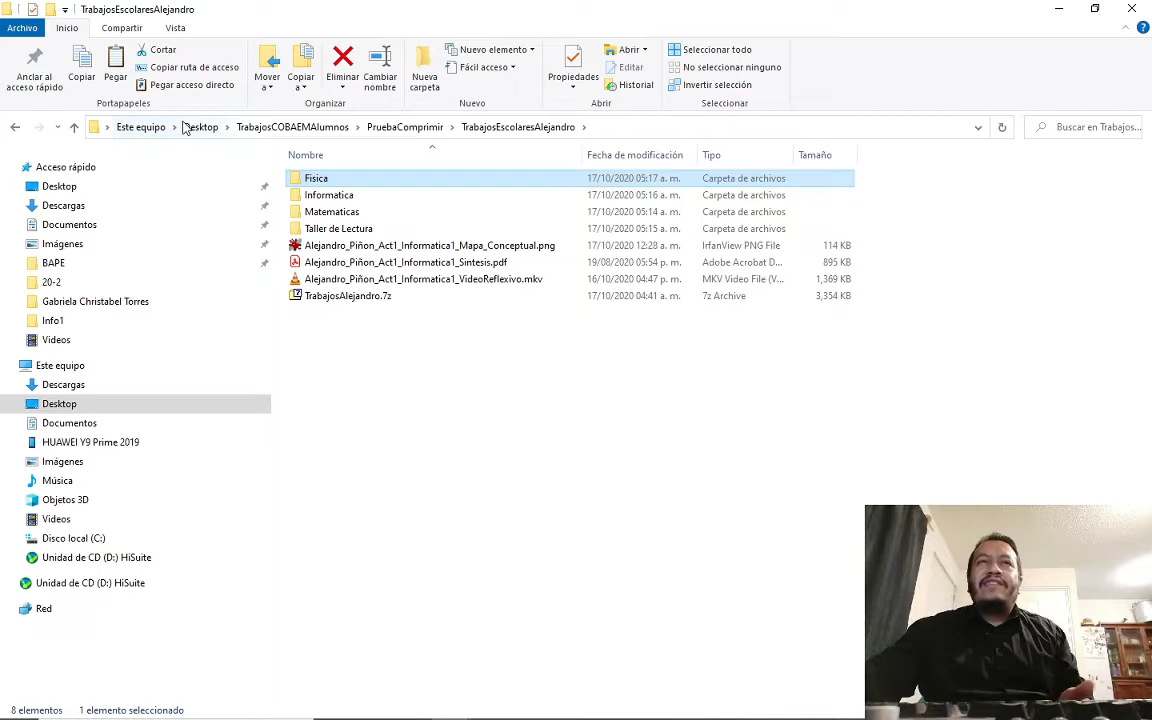 TrabajosEscolaresAlejandro
Archivo Inicio Compartir Vista
Anclar al acceso rápido
Copiar
Pegar
Cortar
Copiar ruta de acceso
Pegar acceso directo
Portapapeles
Mover a
Copiar a
Eliminar
Cambiar nombre
Organizar
Nueva carpeta
Nuevo elemento
Fácil acceso
Nuevo
Propiedades
Abrir
Editar
Historial
Abrir
Seleccionar todo
No seleccionar ninguno
Invertir selección
Seleccionar
Este equipo > Desktop > TrabajosCOBAEMAlumnos > PruebaComprimir > TrabajosEscolaresAlejandro >
Buscar en Trabajos...
Acceso rápido
Desktop
Descargas
Documentos
Imágenes
BAPE
20-2
Gabriela Christabel Torres
Info1
Videos
Este equipo
Descargas
Desktop
Documentos
HUAWEI Y9 Prime 2019
Imágenes
Música
Objetos 3D
Videos
Disco local (C:)
Unidad de CD (D:) HiSuite
Unidad de CD (D:) HiSuite
Red
Nombre Fecha de modificación Tipo Tamaño
Fisica 17/10/2020 05:17 a. m. Carpeta de archivos
Informatica 17/10/2020 05:16 a. m. Carpeta de archivos
Matematicas 17/10/2020 05:14 a. m. Carpeta de archivos
Taller de Lectura 17/10/2020 05:15 a. m. Carpeta de archivos
Alejandro_Piñon_Act1_Informatica1_Mapa_Conceptual.png 17/10/2020 12:28 a. m. IrfanView PNG File 114 KB
Alejandro_Piñon_Act1_Informatica1_Sintesis.pdf 19/08/2020 05:54 p. m. Adobe Acrobat D... 895 KB
Alejandro_Piñon_Act1_Informatica1_VideoReflexivo.mkv 16/10/2020 04:47 p. m. MKV Video File (V... 1,369 KB
TrabajosAlejandro.7z 17/10/2020 04:41 a. m. 7z Archive 3,354 KB
8 elementos 1 elemento seleccionado